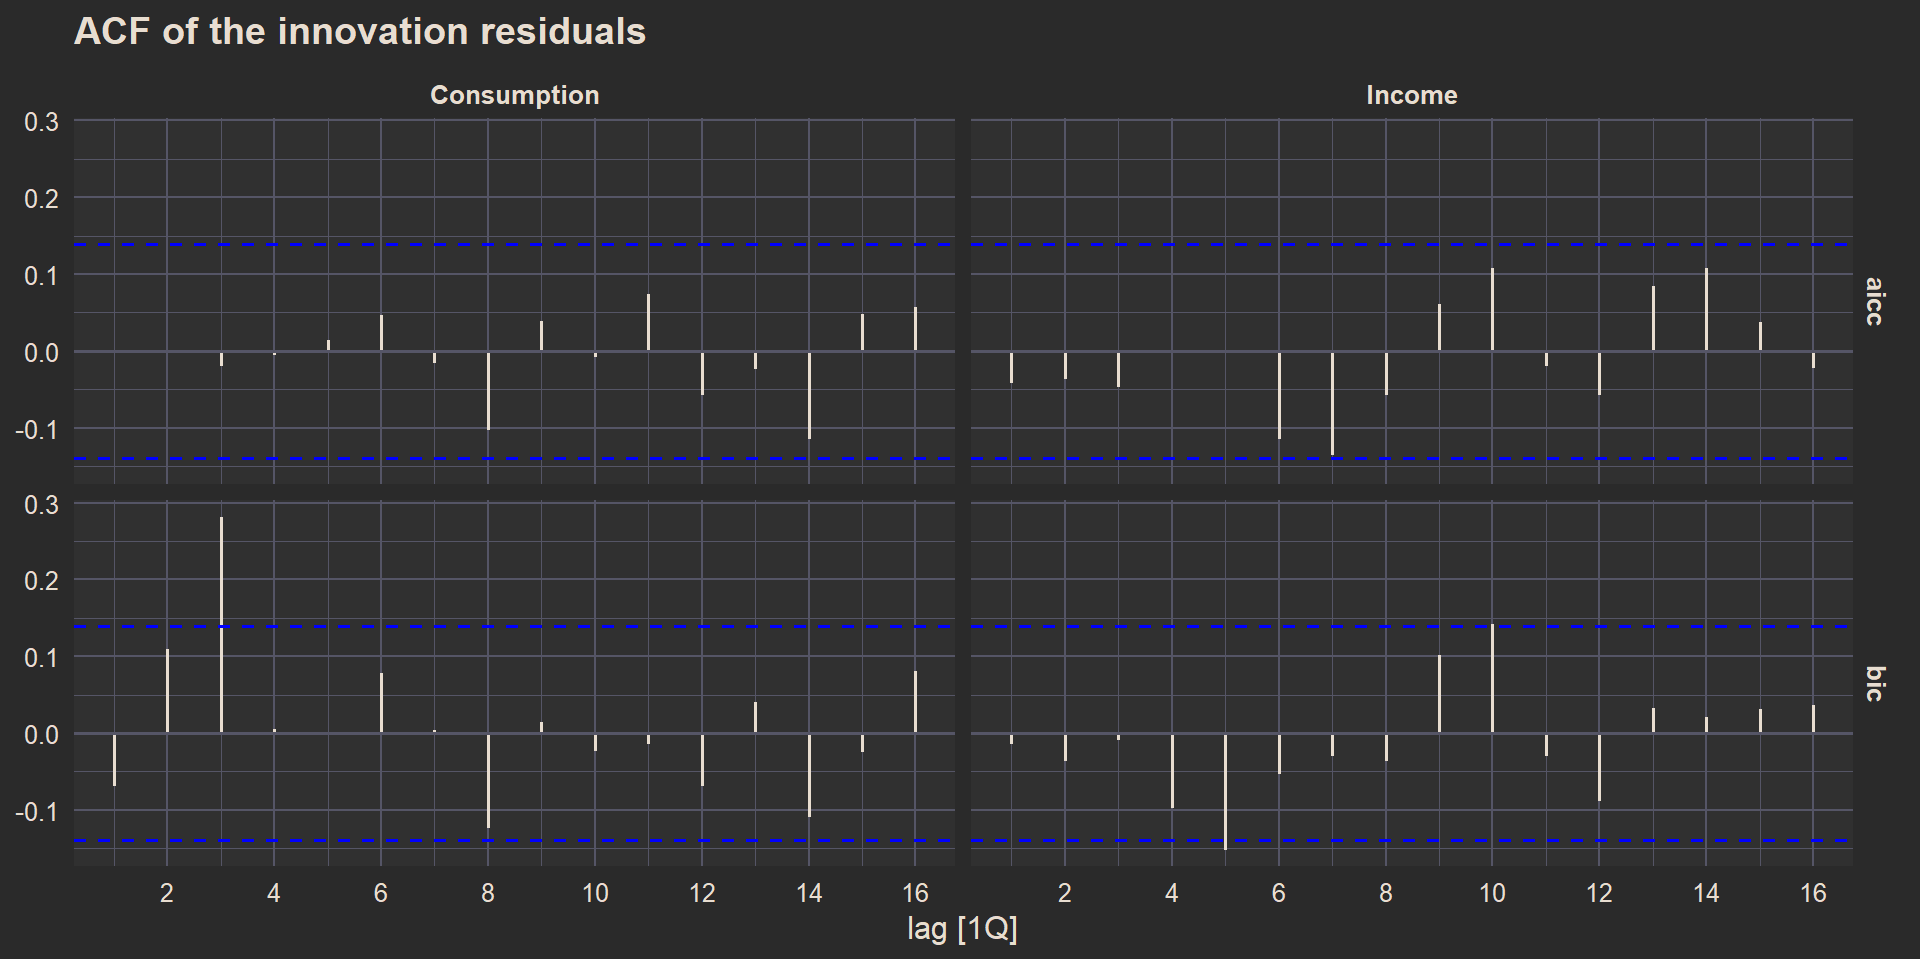 ACF of the innovation residuals
Consumption Income
0.3
0.2
0.1
0.0
-0.1
aicc
0.3
0.2
0.1
0.0
-0.1
bic
2 4 6 8 10 12 14 16 2 4 6 8 10 12 14 16
lag [1Q]